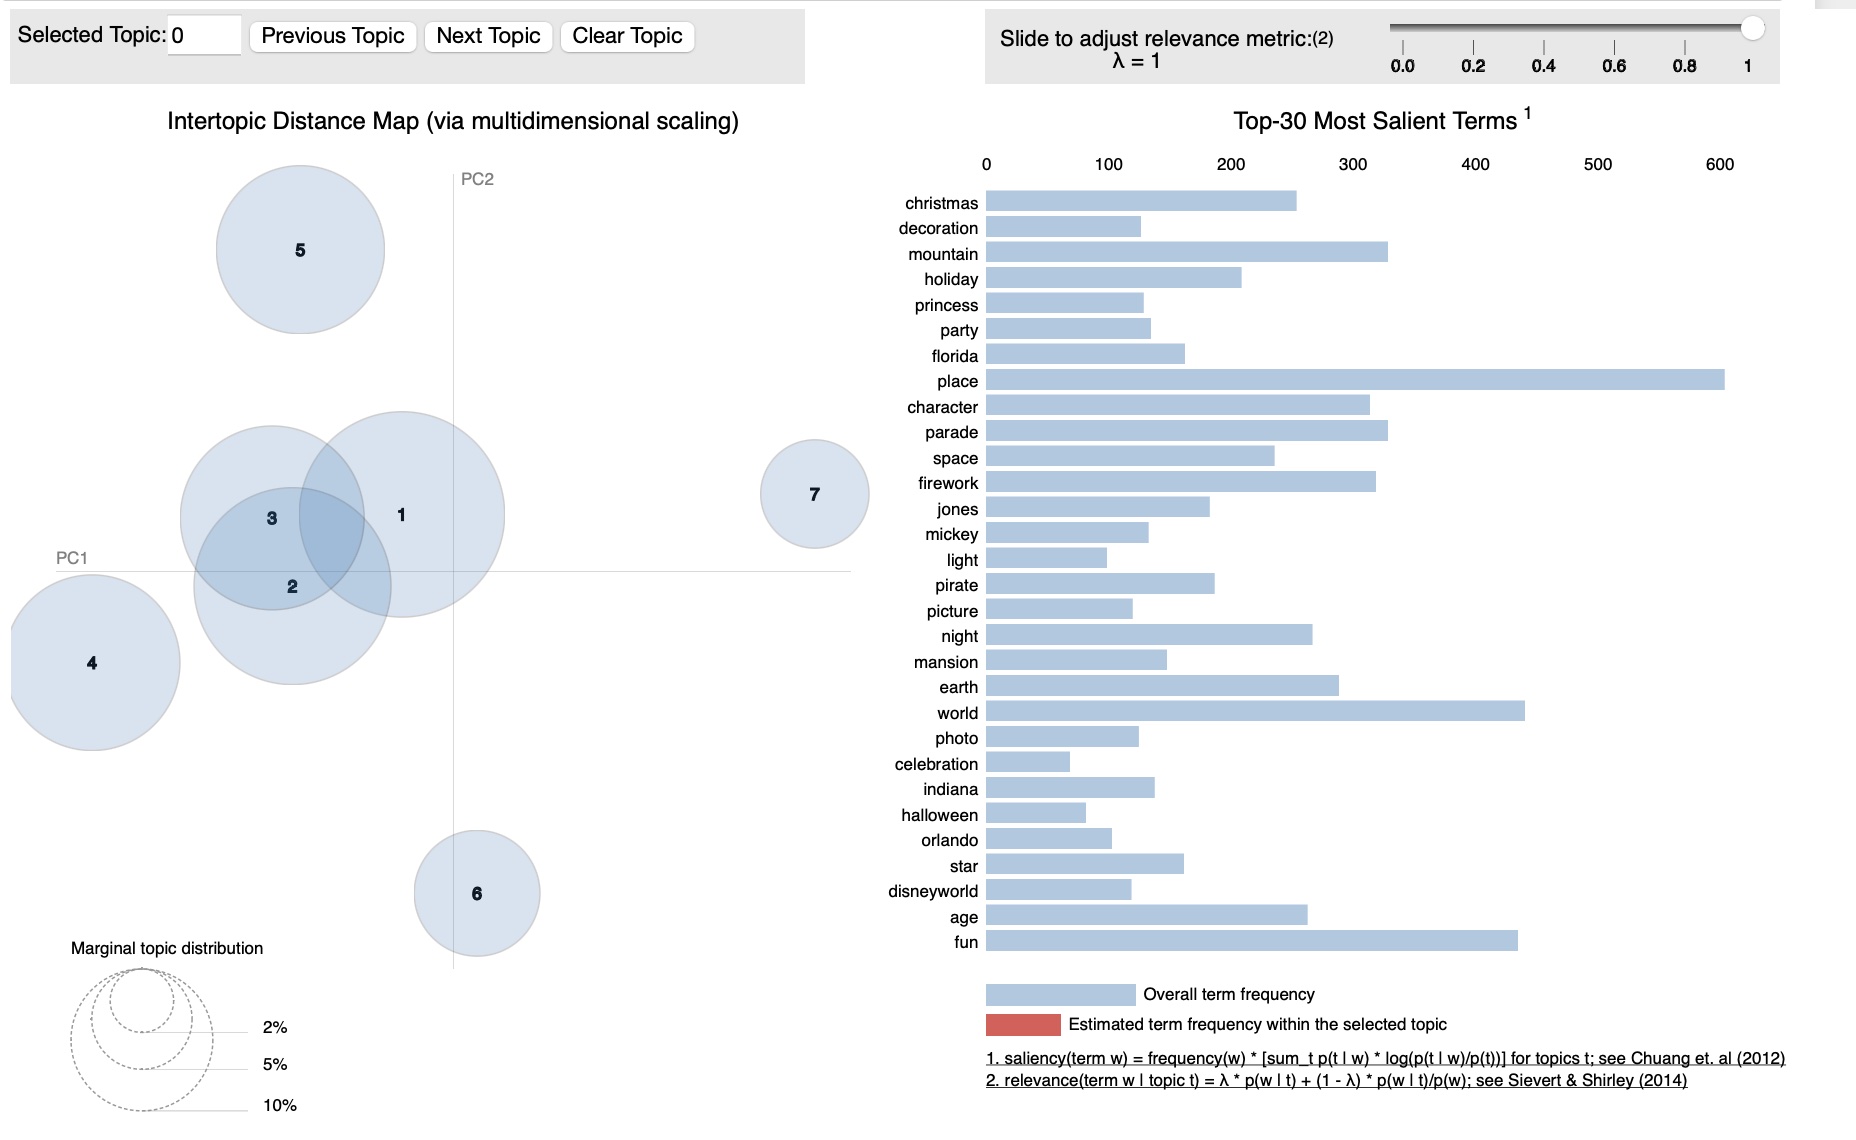 Selected Topic: 0 Previous Topic Next Topic Clear Topic
Slide to adjust relevance metric:(2)
λ = 1
0.0 0.2 0.4 0.6 0.8 1
Intertopic Distance Map (via multidimensional scaling)
PC2
5
3
1
7
PC1
2
4
6
Marginal topic distribution
2%
5%
10%
Top-30 Most Salient Terms 1
0 100 200 300 400 500 600
christmas
decoration
mountain
holiday
princess
party
florida
place
character
parade
space
firework
jones
mickey
light
pirate
picture
night
mansion
earth
world
photo
celebration
indiana
halloween
orlando
star
disneyworld
age
fun
Overall term frequency
Estimated term frequency within the selected topic
1. saliency(term w) = frequency(w) * [sum_t p(t | w) * log(p(t | w)/p(t))] for topics t; see Chuang et. al (2012)
2. relevance(term w | topic t) = λ * p(w | t) + (1 - λ) * p(w | t)/p(w); see Sievert & Shirley (2014)